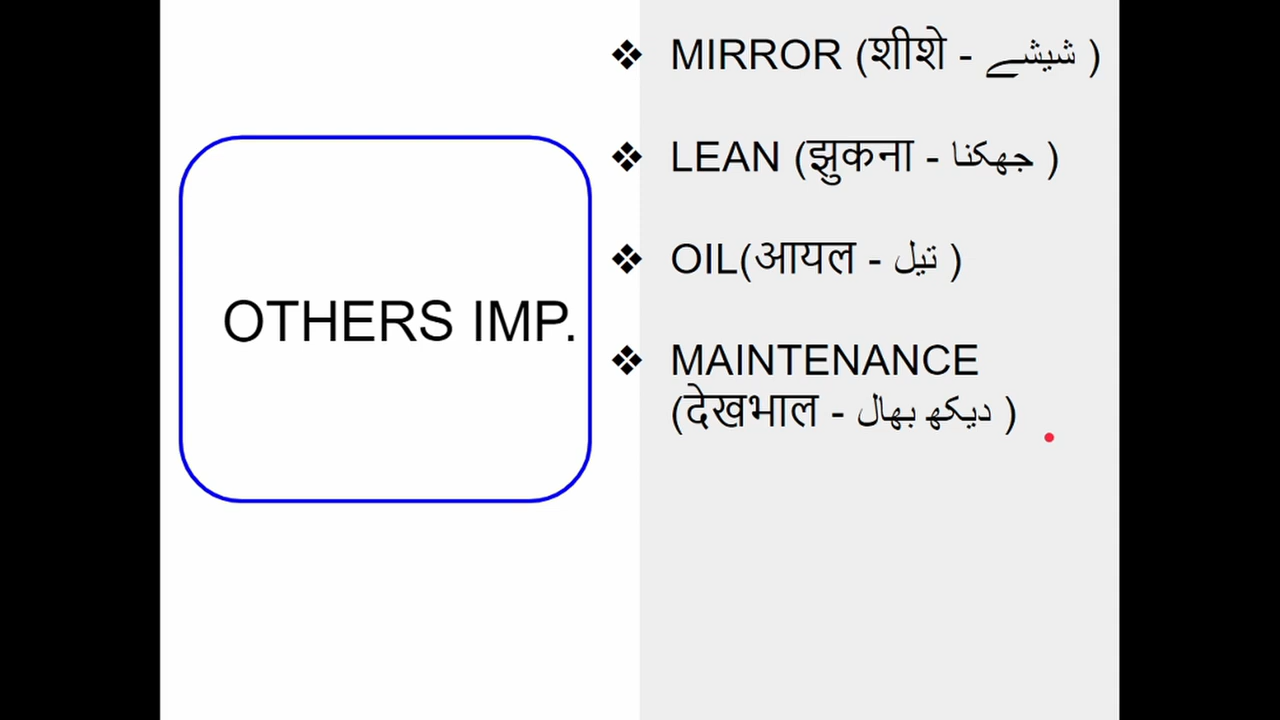 OTHERS IMP.
❖ MIRROR (शीशे - شیشے )
❖ LEAN (झुकना - جھکنا )
❖ OIL(आयल - تیل )
❖ MAINTENANCE
(देखभाल - دیکھ بھال )